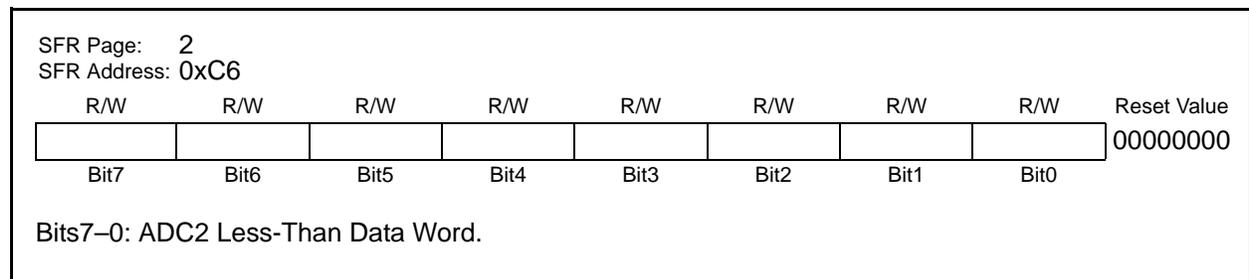 SFR Page: 2
SFR Address: 0xC6
R/W R/W R/W R/W R/W R/W R/W R/W Reset Value
00000000
Bit7 Bit6 Bit5 Bit4 Bit3 Bit2 Bit1 Bit0
Bits7–0: ADC2 Less-Than Data Word.